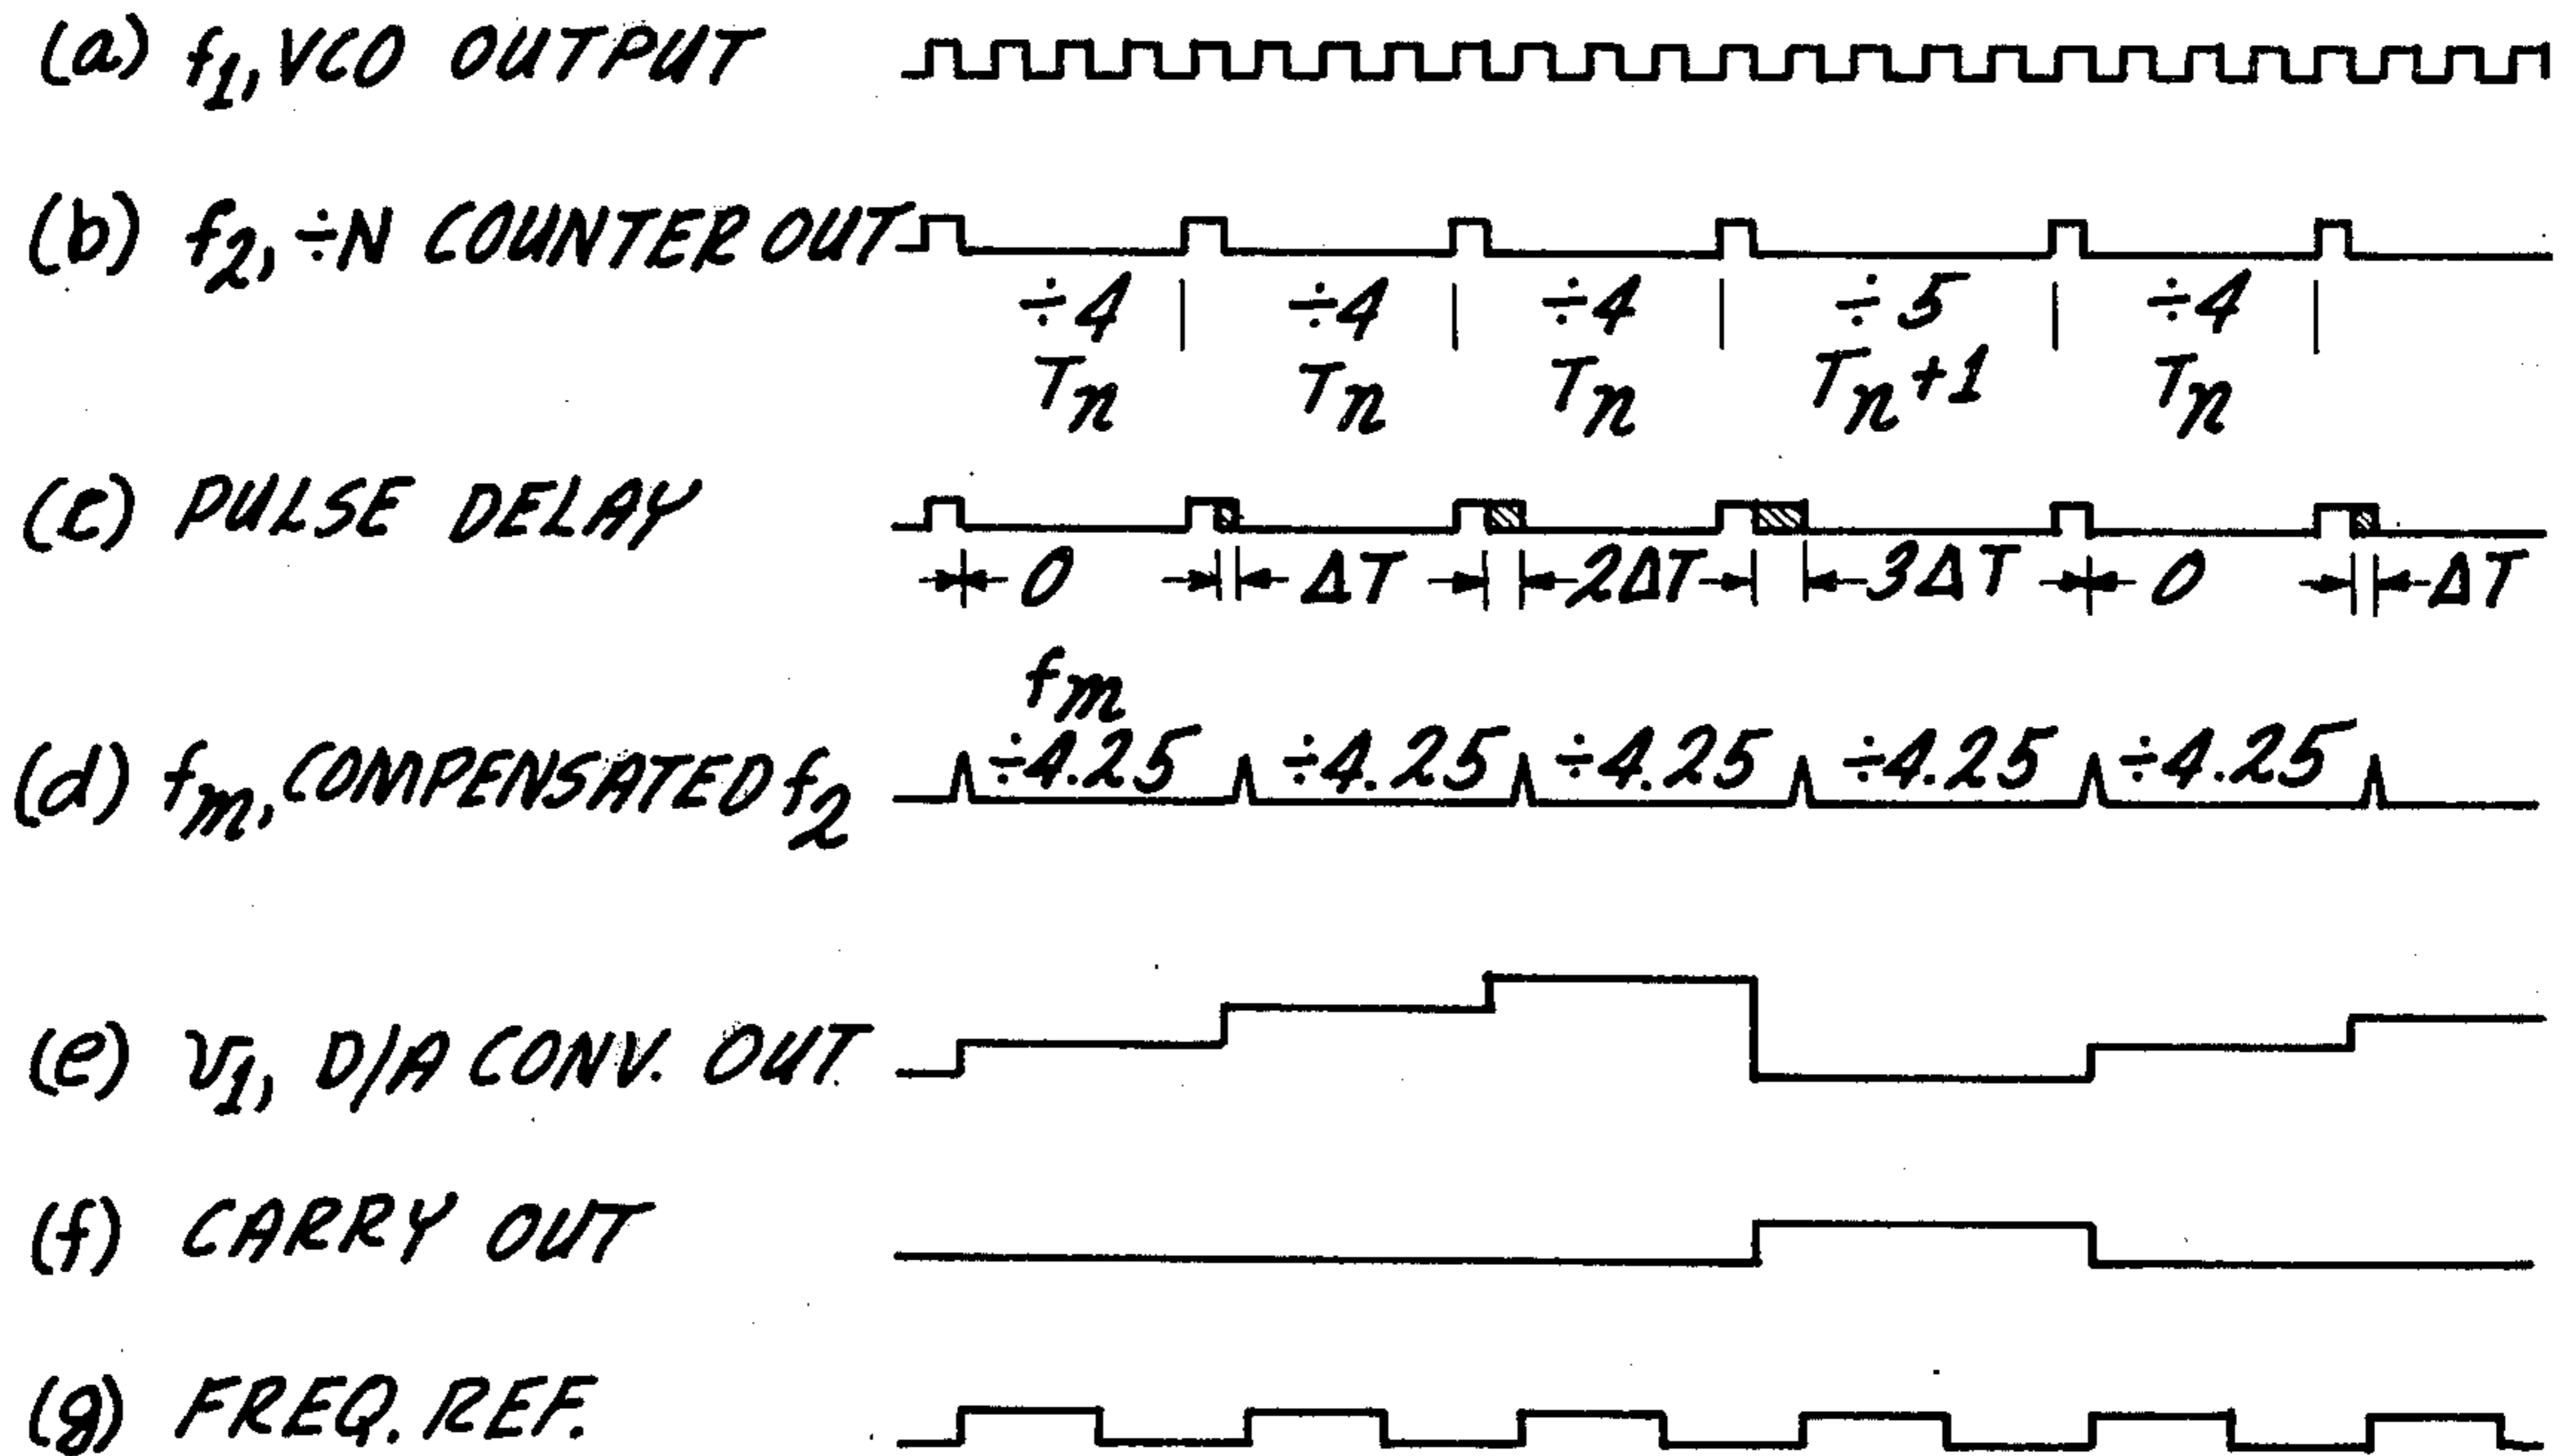 (a) f1, VCO OUTPUT
(b) f2, ÷N COUNTER OUT
÷4 | ÷4 | ÷4 | ÷5 | ÷4 |
Tn Tn Tn Tn+1 Tn
(c) PULSE DELAY
0 ΔT 2ΔT 3ΔT 0 ΔT
fm
(d) fm, COMPENSATED f2 ÷4.25 ÷4.25 ÷4.25 ÷4.25 ÷4.25
(e) v1, D/A CONV. OUT.
(f) CARRY OUT
(g) FREQ. REF.